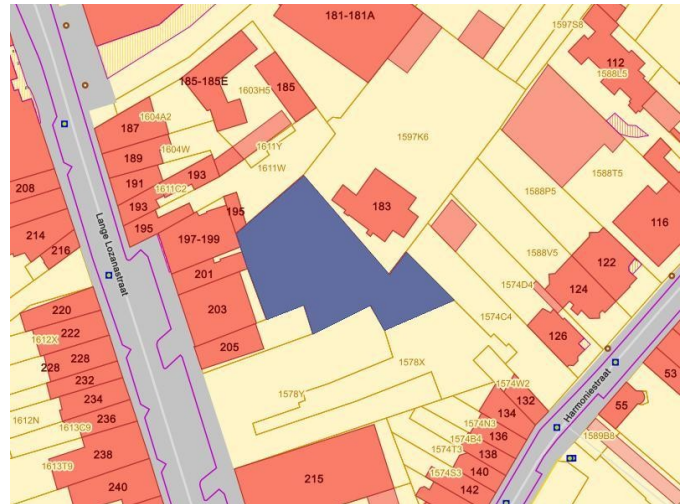 181-181A
1597S8
112
1588L5
185-185E
185
1603H5
1604A2
187
1597K6
1604W
1611Y
189
1611W
191
193
1611C2
1588T5
208
193
195
183
1588P5
195
116
214
216
Lange Lozanastraat
197-199
1588V5
122
201
1574D4
124
203
1574C4
220
222
1612X
126
205
228
1578X
228
232
1574W2
Harmoniestraat
53
234
1578Y
132
1612N
134
55
236
1613C9
1574N3
1574B4
136
1589B8
1574T3
238
138
1613T9
1574S3
140
215
240
142